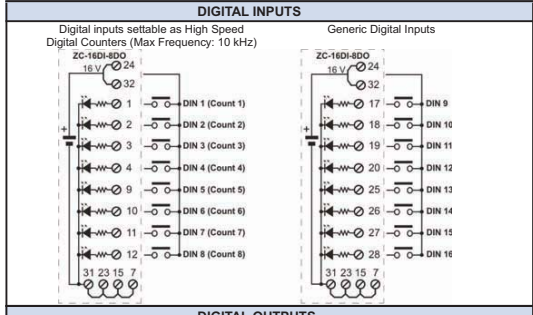 DIGITAL INPUTS
Digital inputs settable as High Speed
Digital Counters (Max Frequency: 10 kHz)
ZC-16DI-8DO
16 V
24
32
1
DIN 1 (Count 1)
2
DIN 2 (Count 2)
+
3
DIN 3 (Count 3)
4
DIN 4 (Count 4)
9
DIN 5 (Count 5)
10
DIN 6 (Count 6)
11
DIN 7 (Count 7)
12
DIN 8 (Count 8)
31 23 15 7
Generic Digital Inputs
ZC-16DI-8DO
16 V
24
32
17
DIN 9
18
DIN 10
+
19
DIN 11
20
DIN 12
25
DIN 13
26
DIN 14
27
DIN 15
28
DIN 16
31 23 15 7
DIGITAL OUTPUTS